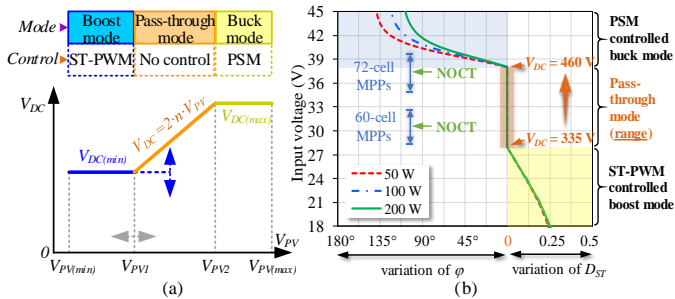 Mode
Boost mode
Pass-through mode
Buck mode
Control
ST-PWM
No control
PSM
V_DC
V_DC = 2·n·V_PV
V_DC(max)
V_DC(min)
0
V_PV
V_PV(min)
V_PV1
V_PV2
V_PV(max)
(a)
Input voltage (V)
45
42
39
36
33
30
27
24
21
18
72-cell MPPs
NOCT
60-cell MPPs
NOCT
50 W
100 W
200 W
V_DC = 460 V
V_DC = 335 V
PSM controlled buck mode
Pass-through mode (range)
ST-PWM controlled boost mode
180° 135° 90° 45° 0 0.25 0.5
variation of φ
variation of D_ST
(b)